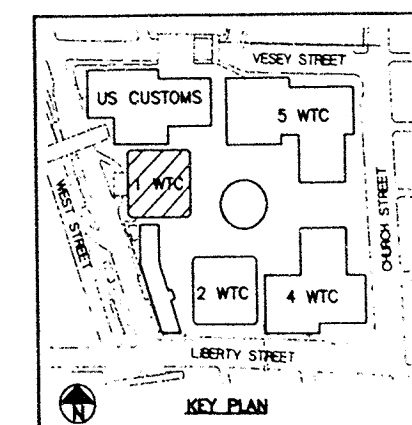 VESEY STREET
US CUSTOMS
5 WTC
1 WTC
WEST STREET
CHURCH STREET
2 WTC
4 WTC
LIBERTY STREET
N
KEY PLAN